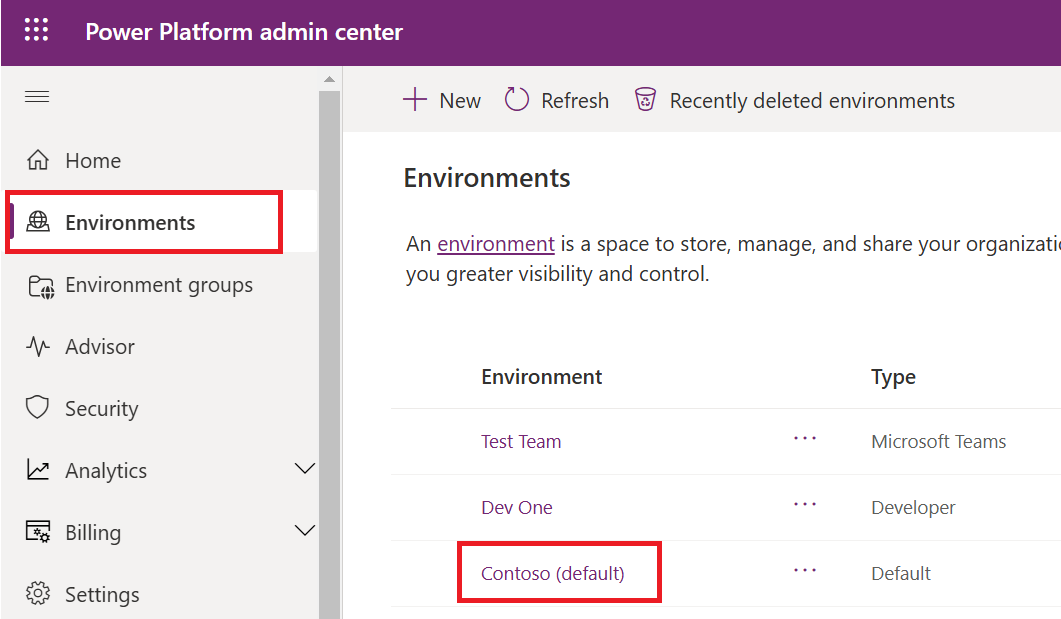 Power Platform admin center
New Refresh Recently deleted environments
Home
Environments
Environment groups
Advisor
Security
Analytics
Billing
Settings
Environments
An environment is a space to store, manage, and share your
you greater visibility and control.
Environment Type
Test Team ... Microsoft Teams
Dev One ... Developer
Contoso (default) ... Default